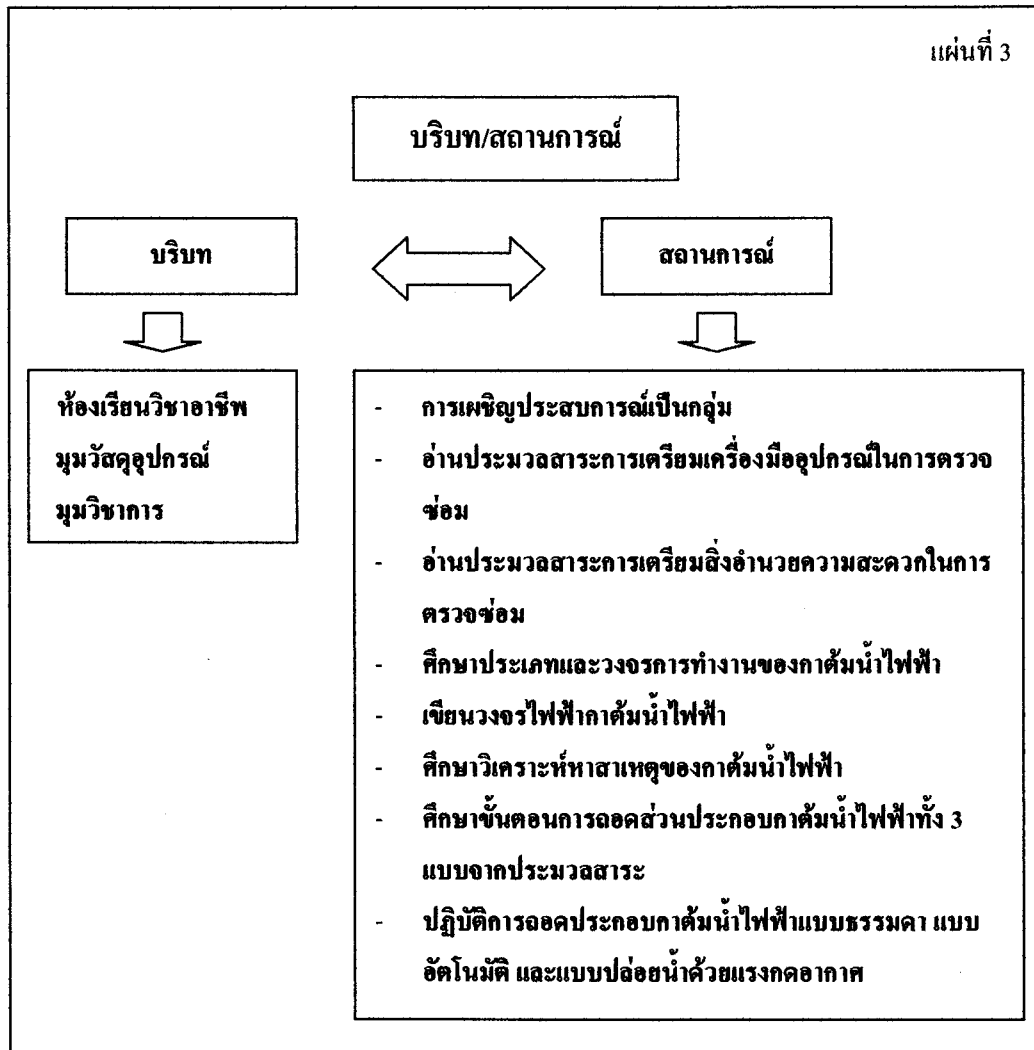 แผ่นที่ 3
บริบท/สถานการณ์
บริบท
สถานการณ์
ห้องเรียนวิชาอาชีพ
มุมวัสดุอุปกรณ์
มุมวิชาการ
- การเผชิญประสบการณ์เป็นกลุ่ม
- อ่านประมวลสาระการเตรียมเครื่องมืออุปกรณ์ในการตรวจ
ซ่อม
- อ่านประมวลสาระการเตรียมสิ่งอำนวยความสะดวกในการ
ตรวจซ่อม
- ศึกษาประเภทและวงจรการทำงานของกาต้มน้ำไฟฟ้า
- เขียนวงจรไฟฟ้ากาต้มน้ำไฟฟ้า
- ศึกษาวิเคราะห์หาสาเหตุของกาต้มน้ำไฟฟ้า
- ศึกษาขั้นตอนการถอดส่วนประกอบกาต้มน้ำไฟฟ้าทั้ง 3
แบบจากประมวลสาระ
- ปฏิบัติการถอดประกอบกาต้มน้ำไฟฟ้าแบบธรรมดา แบบ
อัตโนมัติ และแบบปล่อยน้ำด้วยแรงกดอากาศ